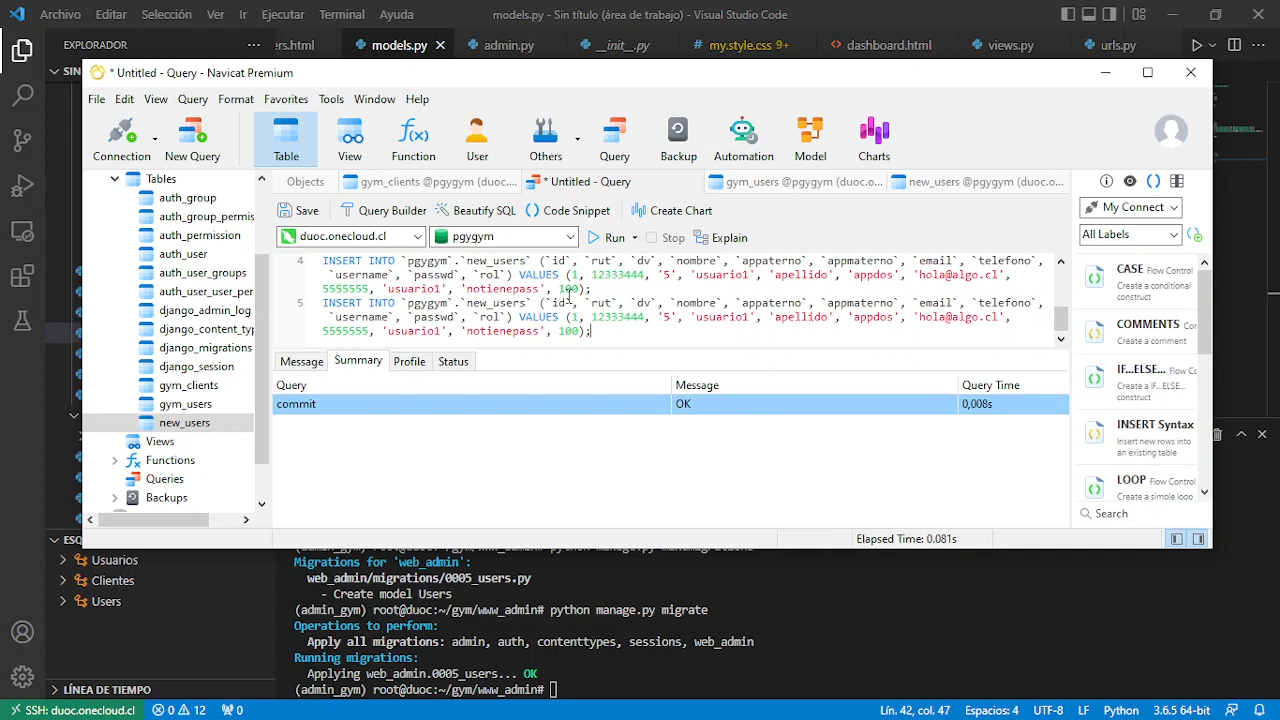 Archivo Editar Selección Ver Ir Ejecutar Terminal Ayuda models.py - Sin título (área de trabajo) - Visual Studio Code
EXPLORADOR ··· ers.html models.py admin.py __init__.py # my.style.css 9+ <> dashboard.html views.py urls.py
SIN
* Untitled - Query - Navicat Premium
File Edit View Query Format Favorites Tools Window Help
Connection New Query Table View Function User Others Query Backup Automation Model Charts
Tables
auth_group
auth_group_permis
auth_permission
auth_user
auth_user_groups
auth_user_user_per
django_admin_log
django_content_typ
django_migrations
django_session
gym_clients
gym_users
new_users
Views
Functions
Queries
Backups
Objects gym_clients @pgygym (duoc.... * Untitled - Query gym_users @pgygym (duoc.o... new_users @pgygym (duoc.o...
Save Query Builder Beautify SQL () Code Snippet Create Chart
duoc.onecloud.cl pgygym Run Stop Explain
4 INSERT INTO `pgygym`.`new_users` (`id`, `rut`, `dv`, `nombre`, `appaterno`, `appmaterno`, `email`, `telefono`,
`username`, `passwd`, `rol`) VALUES (1, 12333444, '5', 'usuario1', 'apellido', 'appdos', 'hola@algo.cl',
5555555, 'usuario1', 'notienepass', 100);
5 INSERT INTO `pgygym`.`new_users` (`id`, `rut`, `dv`, `nombre`, `appaterno`, `appmaterno`, `email`, `telefono`,
`username`, `passwd`, `rol`) VALUES (1, 12333444, '5', 'usuario1', 'apellido', 'appdos', 'hola@algo.cl',
5555555, 'usuario1', 'notienepass', 100);
Message Summary Profile Status
Query Message Query Time
commit OK 0,008s
My Connect
All Labels
CASE Flow Control
Create a conditional
construct
COMMENTS Co
Create a comment
IF...ELSE... Flow Cc
Create a IF...ELSE...
construct
INSERT Syntax
Insert new rows into
an existing table
LOOP Flow Control
Create a simple loop
Search
Elapsed Time: 0.081s
ESQ
Usuarios
Clientes
Users
LÍNEA DE TIEMPO
Migrations for 'web_admin':
web_admin/migrations/0005_users.py
- Create model Users
(admin_gym) root@duoc:~/gym/www_admin# python manage.py migrate
Operations to perform:
Apply all migrations: admin, auth, contenttypes, sessions, web_admin
Running migrations:
Applying web_admin.0005_users... OK
(admin_gym) root@duoc:~/gym/www_admin#
SSH: duoc.onecloud.cl 0 12 0 Lín. 42, col. 47 Espacios: 4 UTF-8 LF Python 3.6.5 64-bit